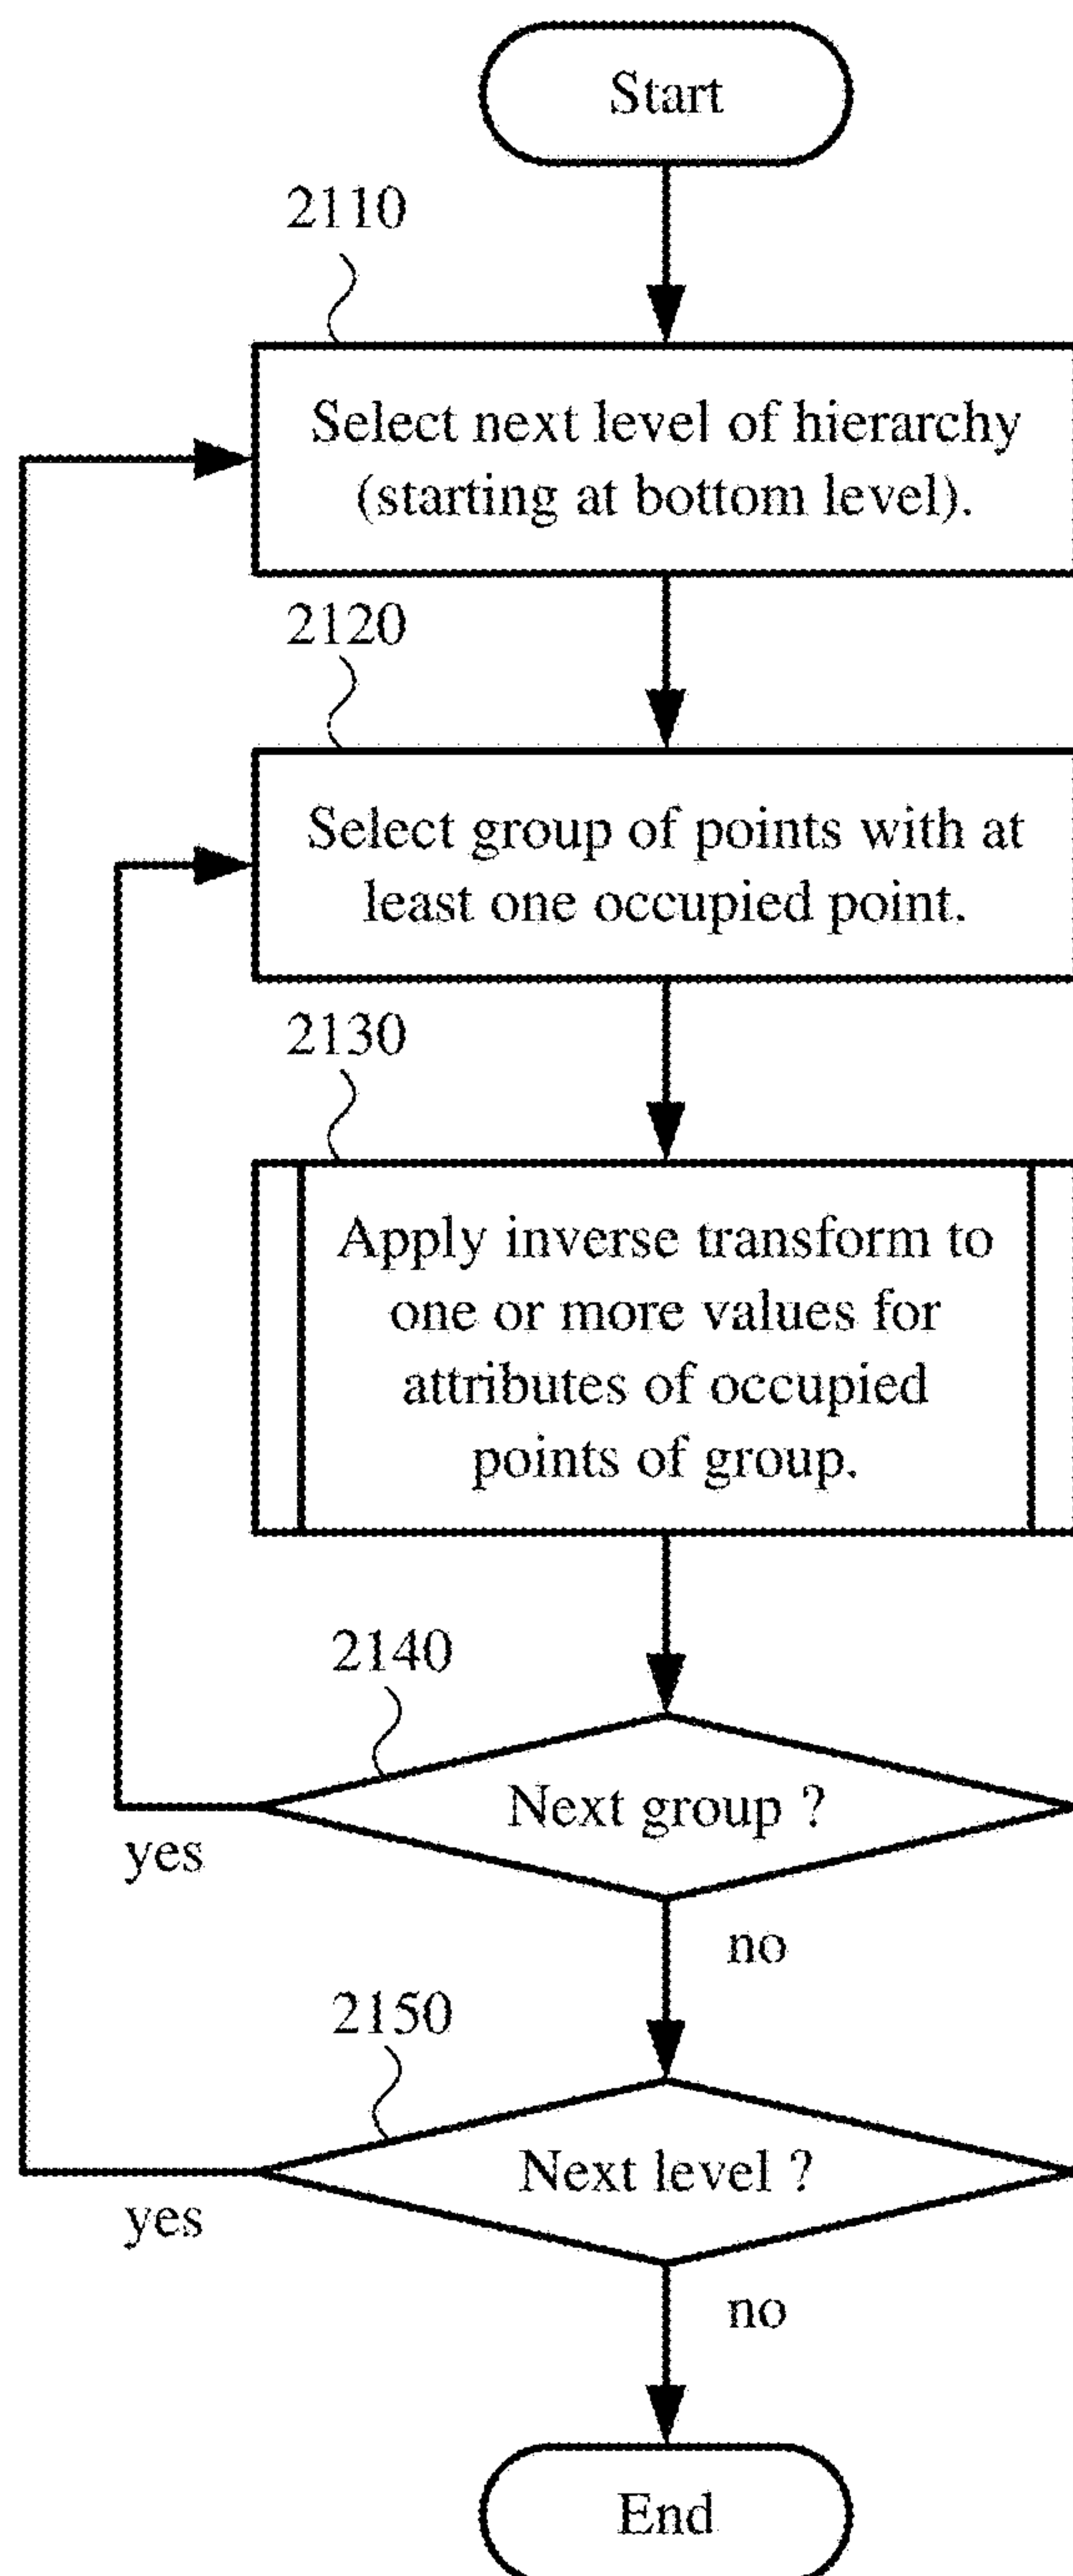 Start
2110
Select next level of hierarchy
(starting at bottom level).
2120
Select group of points with at
least one occupied point.
2130
Apply inverse transform to
one or more values for
attributes of occupied
points of group.
2140
Next group ?
yes
no
2150
Next level ?
yes
no
End